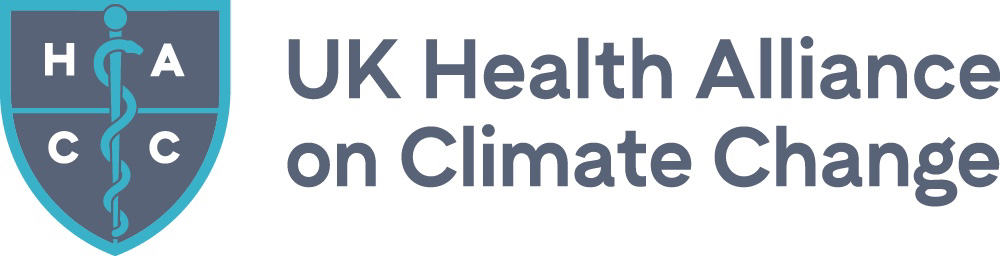 H A
C C
UK Health Alliance
on Climate Change